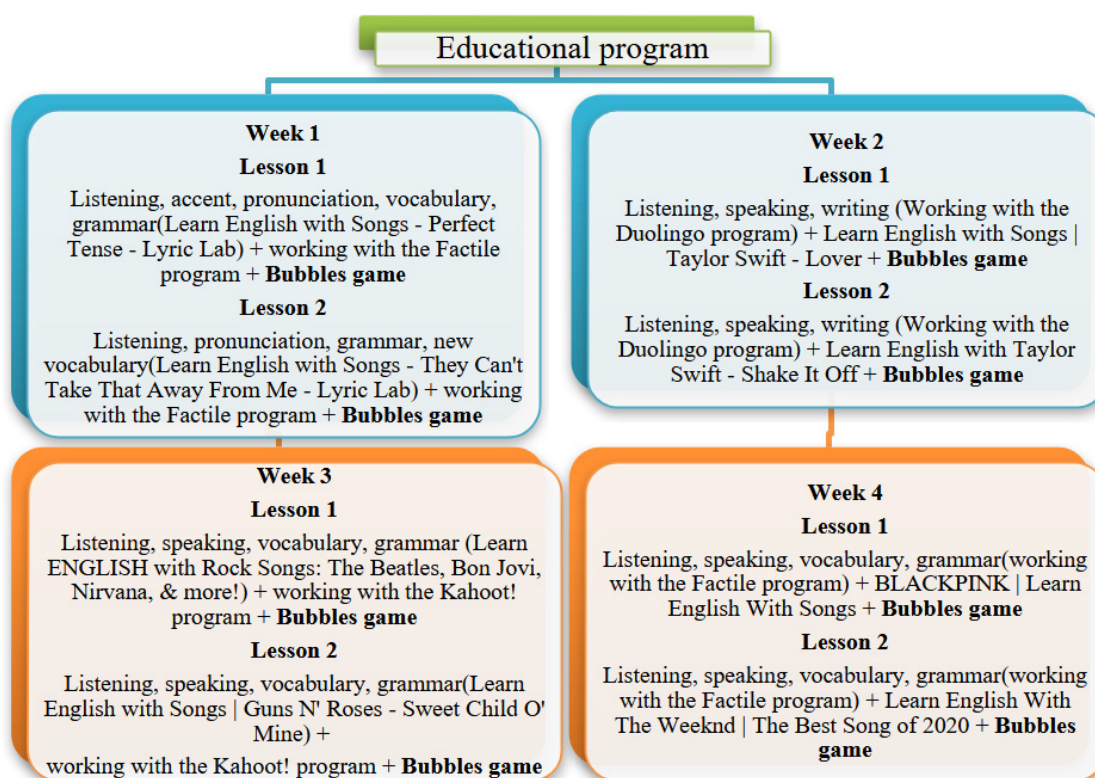 Educational program
Week 1
Lesson 1
Listening, accent, pronunciation, vocabulary,
grammar(Learn English with Songs - Perfect
Tense - Lyric Lab) + working with the Factile
program + Bubbles game
Lesson 2
Listening, pronunciation, grammar, new
vocabulary(Learn English with Songs - They Can't
Take That Away From Me - Lyric Lab) + working
with the Factile program + Bubbles game
Week 2
Lesson 1
Listening, speaking, writing (Working with the
Duolingo program) + Learn English with Songs |
Taylor Swift - Lover + Bubbles game
Lesson 2
Listening, speaking, writing (Working with the
Duolingo program) + Learn English with Taylor
Swift - Shake It Off + Bubbles game
Week 3
Lesson 1
Listening, speaking, vocabulary, grammar (Learn
ENGLISH with Rock Songs: The Beatles, Bon Jovi,
Nirvana, & more!) + working with the Kahoot!
program + Bubbles game
Lesson 2
Listening, speaking, vocabulary, grammar(Learn
English with Songs | Guns N' Roses - Sweet Child O'
Mine) +
working with the Kahoot! program + Bubbles game
Week 4
Lesson 1
Listening, speaking, vocabulary, grammar(working
with the Factile program) + BLACKPINK | Learn
English With Songs + Bubbles game
Lesson 2
Listening, speaking, vocabulary, grammar(working
with the Factile program) + Learn English With
The Weeknd | The Best Song of 2020 + Bubbles
game